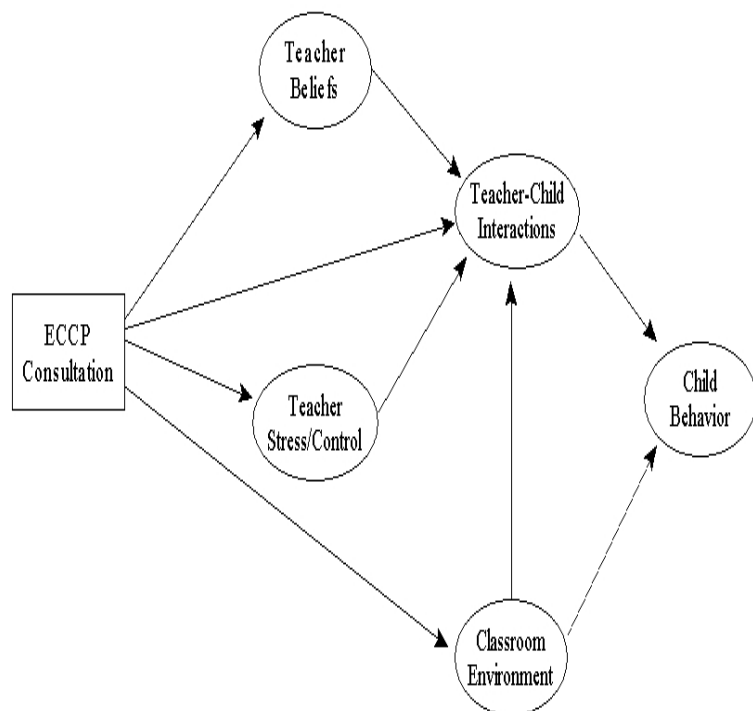 Teacher
Beliefs
Teacher-Child
Interactions
ECCP
Consultation
Teacher
Stress/Control
Child
Behavior
Classroom
Environment